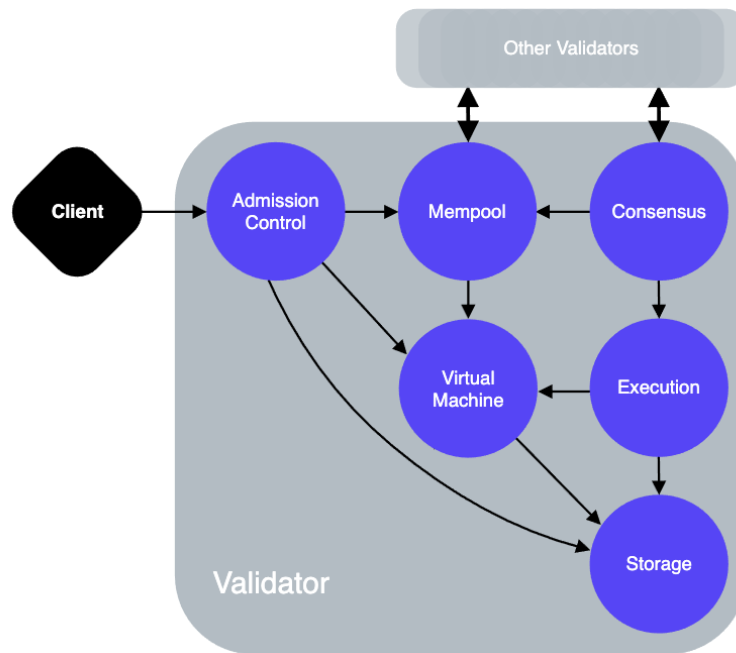 Other Validators
Client
Admission
Control
Mempool
Consensus
Virtual
Machine
Execution
Storage
Validator